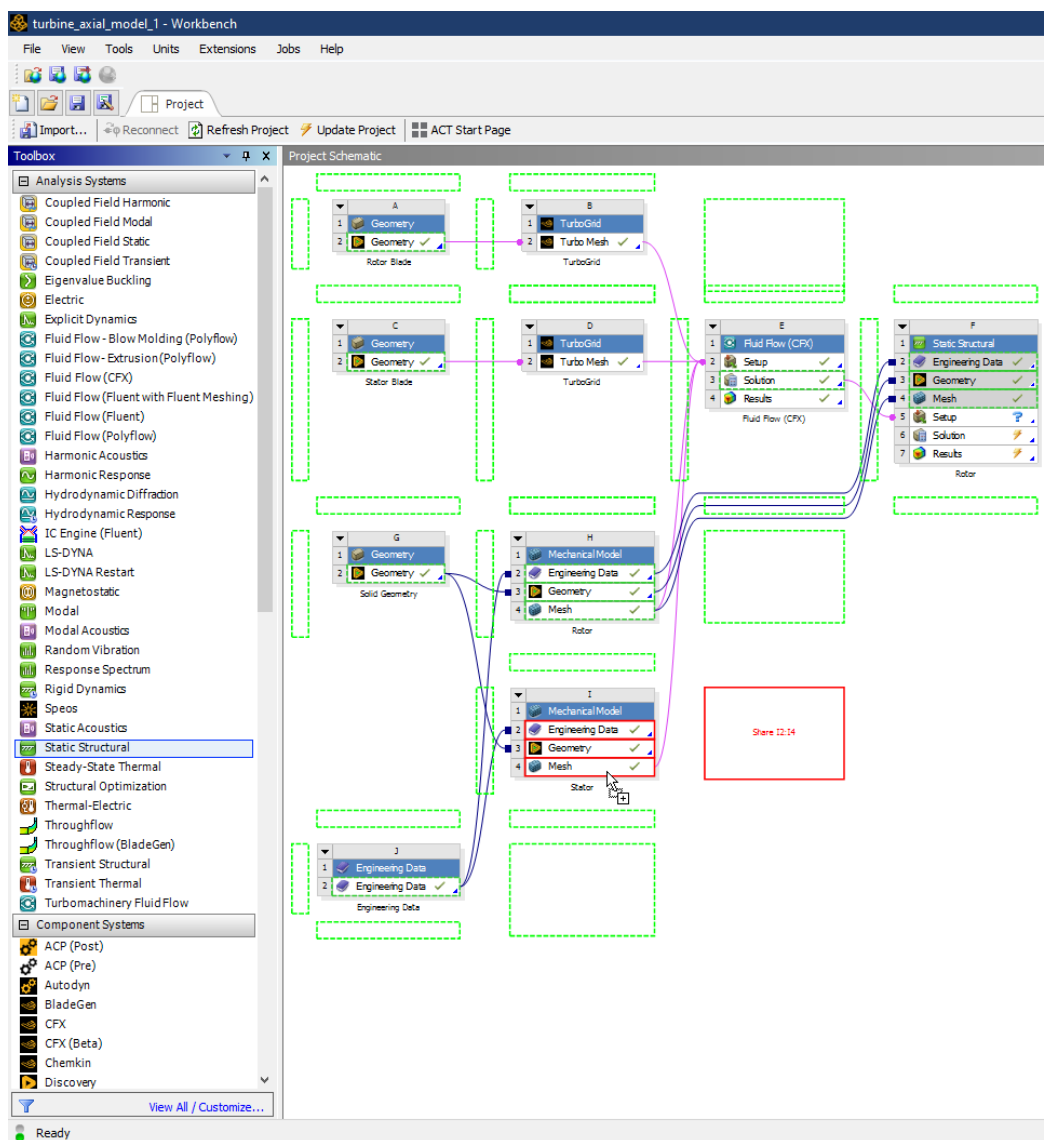 turbine_axial_model_1 - Workbench
File View Tools Units Extensions Jobs Help
Project
Import... Reconnect Refresh Project Update Project ACT Start Page
Toolbox
Analysis Systems
Coupled Field Harmonic
Coupled Field Modal
Coupled Field Static
Coupled Field Transient
Eigenvalue Buckling
Electric
Explicit Dynamics
Fluid Flow - Blow Molding (Polyflow)
Fluid Flow- Extrusion (Polyflow)
Fluid Flow (CFX)
Fluid Flow (Fluent with Fluent Meshing)
Fluid Flow (Fluent)
Fluid Flow (Polyflow)
Harmonic Acoustics
Harmonic Response
Hydrodynamic Diffraction
Hydrodynamic Response
IC Engine (Fluent)
LS-DYNA
LS-DYNA Restart
Magnetostatic
Modal
Modal Acoustics
Random Vibration
Response Spectrum
Rigid Dynamics
Speos
Static Acoustics
Static Structural
Steady-State Thermal
Structural Optimization
Thermal-Electric
Throughflow
Throughflow (BladeGen)
Transient Structural
Transient Thermal
Turbomachinery Fluid Flow
Component Systems
ACP (Post)
ACP (Pre)
Autodyn
BladeGen
CFX
CFX (Beta)
Chemkin
Discovery
View All / Customize...
Project Schematic
A
1 Geometry
2 Geometry
Rotor Blade
B
1 TurboGrid
2 Turbo Mesh
TurboGrid
C
1 Geometry
2 Geometry
Stator Blade
D
1 TurboGrid
2 Turbo Mesh
TurboGrid
E
1 Fluid Flow (CFX)
2 Setup
3 Solution
4 Results
Fluid Flow (CFX)
F
1 Static Structural
2 Engineering Data
3 Geometry
4 Mesh
5 Setup ?
6 Solution
7 Results
Rotor
G
1 Geometry
2 Geometry
Solid Geometry
H
1 Mechanical Model
2 Engineering Data
3 Geometry
4 Mesh
Rotor
I
1 Mechanical Model
2 Engineering Data
3 Geometry
4 Mesh
Stator
Share I2:I4
J
1 Engineering Data
2 Engineering Data
Engineering Data
Ready